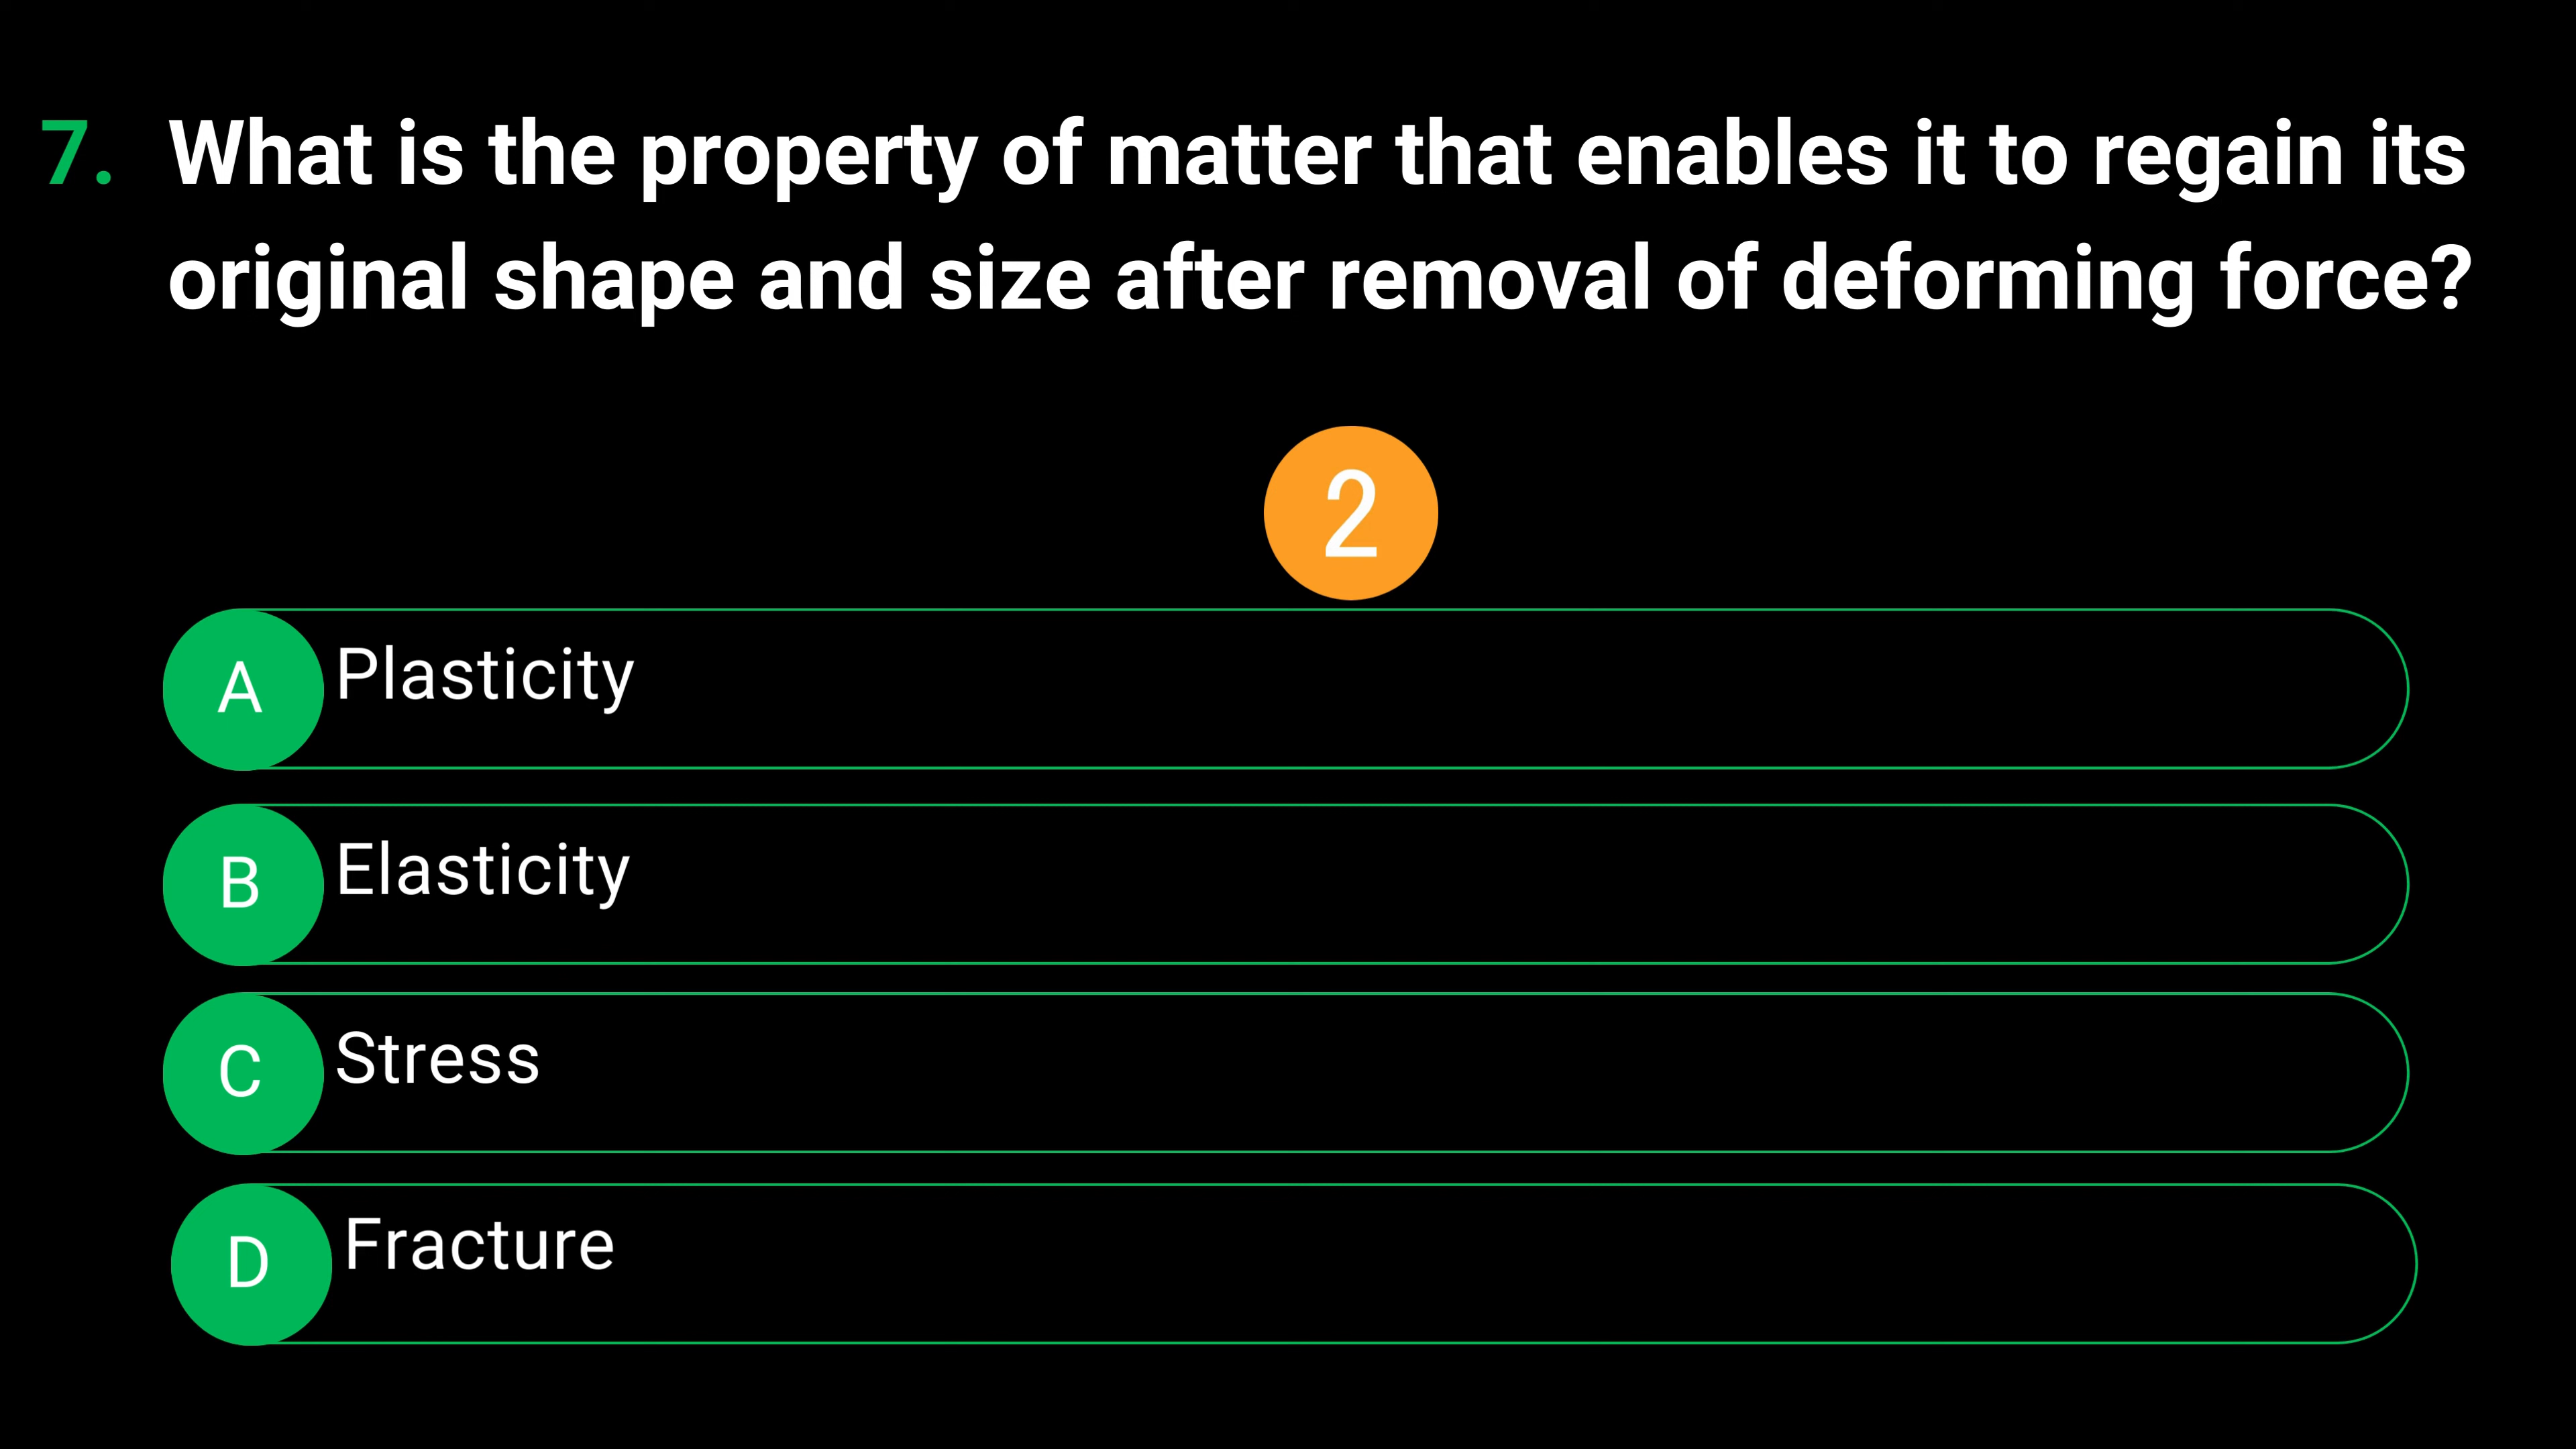 7. What is the property of matter that enables it to regain its
original shape and size after removal of deforming force?
2
A Plasticity
B Elasticity
C Stress
D Fracture